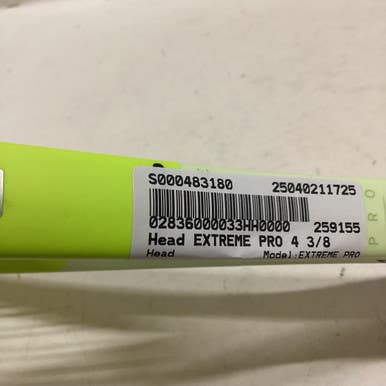 S000483180 25040211725
02836000033HH0000 259155
Head EXTREME PRO 4 3/8
Head Model:EXTREME PRO
PRO